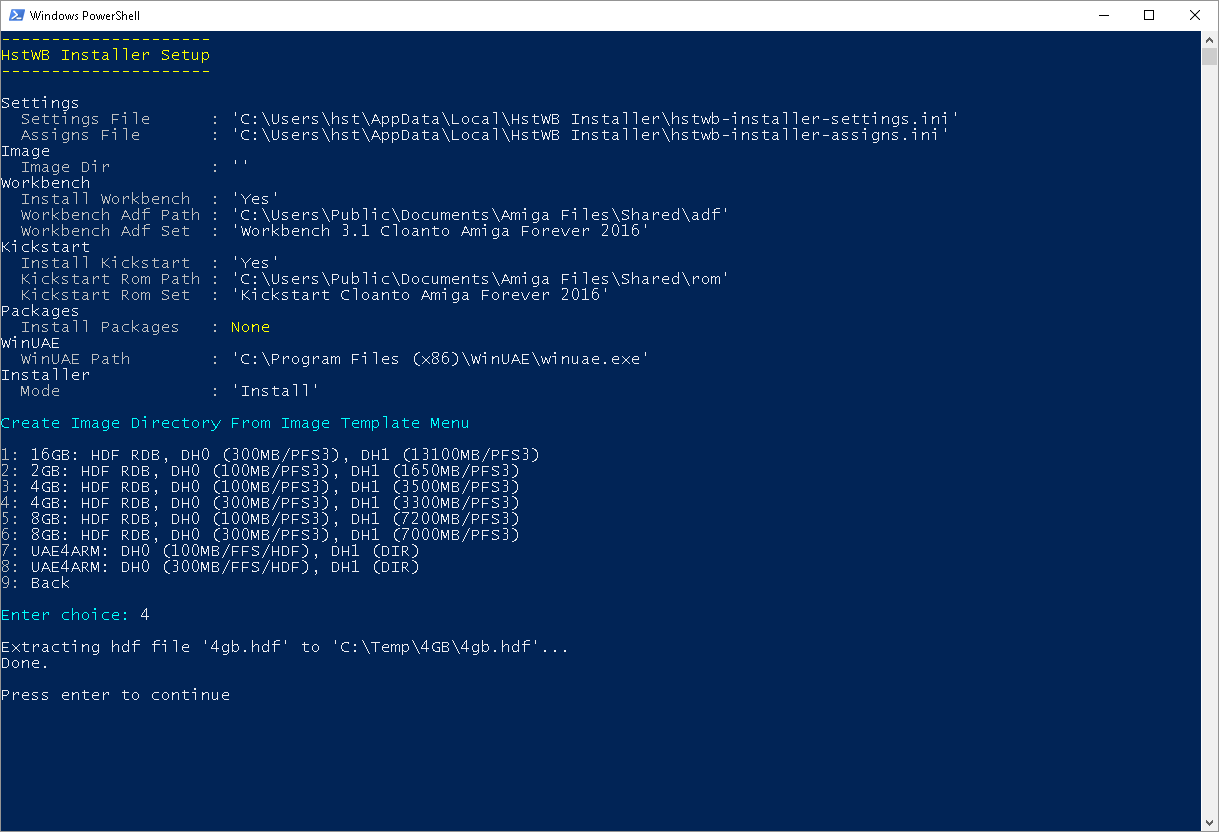 Windows PowerShell
---------------------
HstWB Installer Setup
---------------------
Settings
  Settings File      : 'C:\Users\hst\AppData\Local\HstWB Installer\hstwb-installer-settings.ini'
  Assigns File       : 'C:\Users\hst\AppData\Local\HstWB Installer\hstwb-installer-assigns.ini'
Image
  Image Dir          : ''
Workbench
  Install Workbench  : 'Yes'
  Workbench Adf Path : 'C:\Users\Public\Documents\Amiga Files\Shared\adf'
  Workbench Adf Set  : 'Workbench 3.1 Cloanto Amiga Forever 2016'
Kickstart
  Install Kickstart  : 'Yes'
  Kickstart Rom Path : 'C:\Users\Public\Documents\Amiga Files\Shared\rom'
  Kickstart Rom Set  : 'Kickstart Cloanto Amiga Forever 2016'
Packages
  Install Packages   : None
WinUAE
  WinUAE Path        : 'C:\Program Files (x86)\WinUAE\winuae.exe'
Installer
  Mode               : 'Install'
Create Image Directory From Image Template Menu
1: 16GB: HDF RDB, DH0 (300MB/PFS3), DH1 (13100MB/PFS3)
2: 2GB: HDF RDB, DH0 (100MB/PFS3), DH1 (1650MB/PFS3)
3: 4GB: HDF RDB, DH0 (100MB/PFS3), DH1 (3500MB/PFS3)
4: 4GB: HDF RDB, DH0 (300MB/PFS3), DH1 (3300MB/PFS3)
5: 8GB: HDF RDB, DH0 (100MB/PFS3), DH1 (7200MB/PFS3)
6: 8GB: HDF RDB, DH0 (300MB/PFS3), DH1 (7000MB/PFS3)
7: UAE4ARM: DH0 (100MB/FFS/HDF), DH1 (DIR)
8: UAE4ARM: DH0 (300MB/FFS/HDF), DH1 (DIR)
9: Back
Enter choice: 4
Extracting hdf file '4gb.hdf' to 'C:\Temp\4GB\4gb.hdf'...
Done.
Press enter to continue